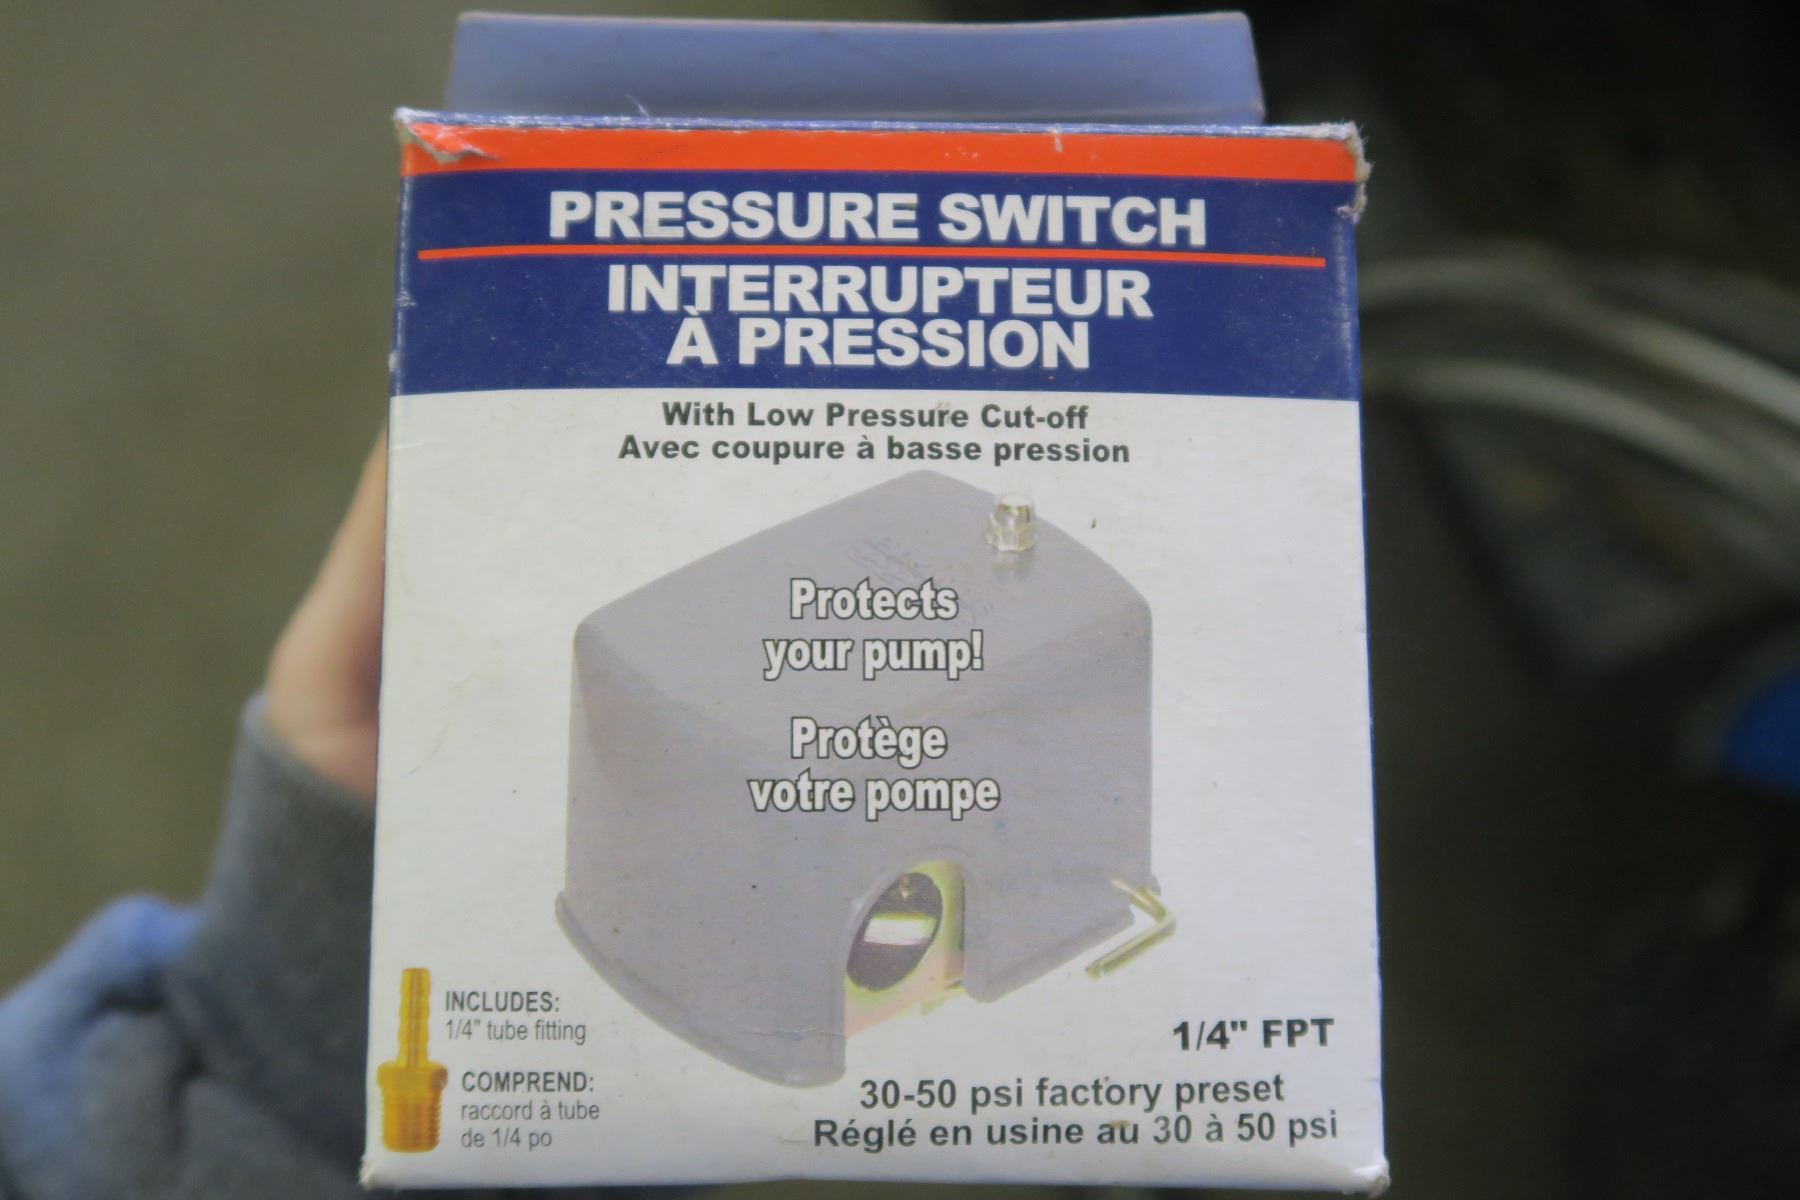 PRESSURE SWITCH
INTERRUPTEUR
À PRESSION
With Low Pressure Cut-off
Avec coupure à basse pression
Protects
your pump!
Protège
votre pompe
INCLUDES:
1/4" tube fitting
COMPREND:
raccord à tube
de 1/4 po
1/4" FPT
30-50 psi factory preset
Réglé en usine au 30 à 50 psi